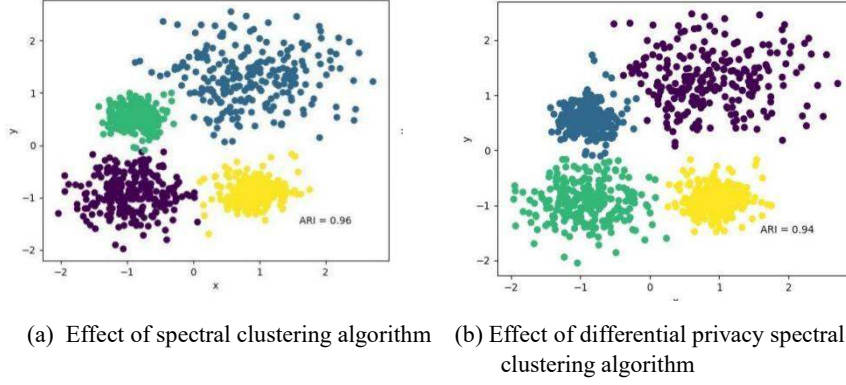 2
1
0
−1
−2
y
−2
−1
0
1
2
x
ARI = 0.96
2
1
0
−1
−2
y
−2
−1
0
1
2
ARI = 0.94
(a) Effect of spectral clustering algorithm
(b) Effect of differential privacy spectral
clustering algorithm